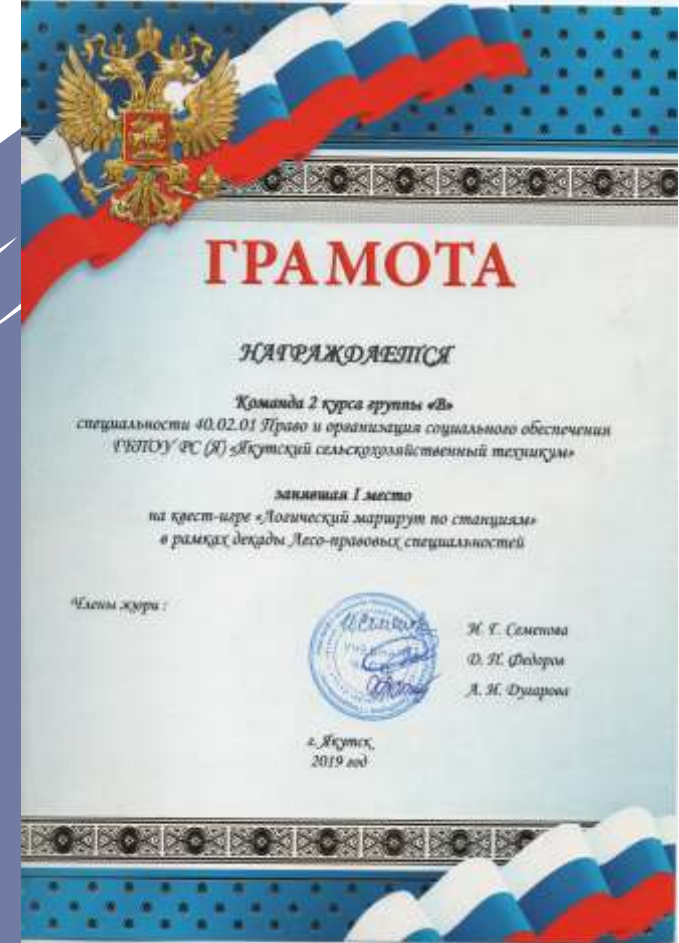 ГРАМОТА
НАГРАЖДАЕТСЯ
Команда 2 курса группы «В»
специальности 40.02.01 Право и организация социального обеспечения
ГБПОУ РС (Я) «Якутский сельскохозяйственный техникум»
занявшая I место
на квест-игре «Логический маршрут по станциям»
в рамках декады Лесо-правовых специальностей
Члены жюри :
Семенова
Д. П. Федоров
А. Н. Дугарова
г. Якутск
2019 год